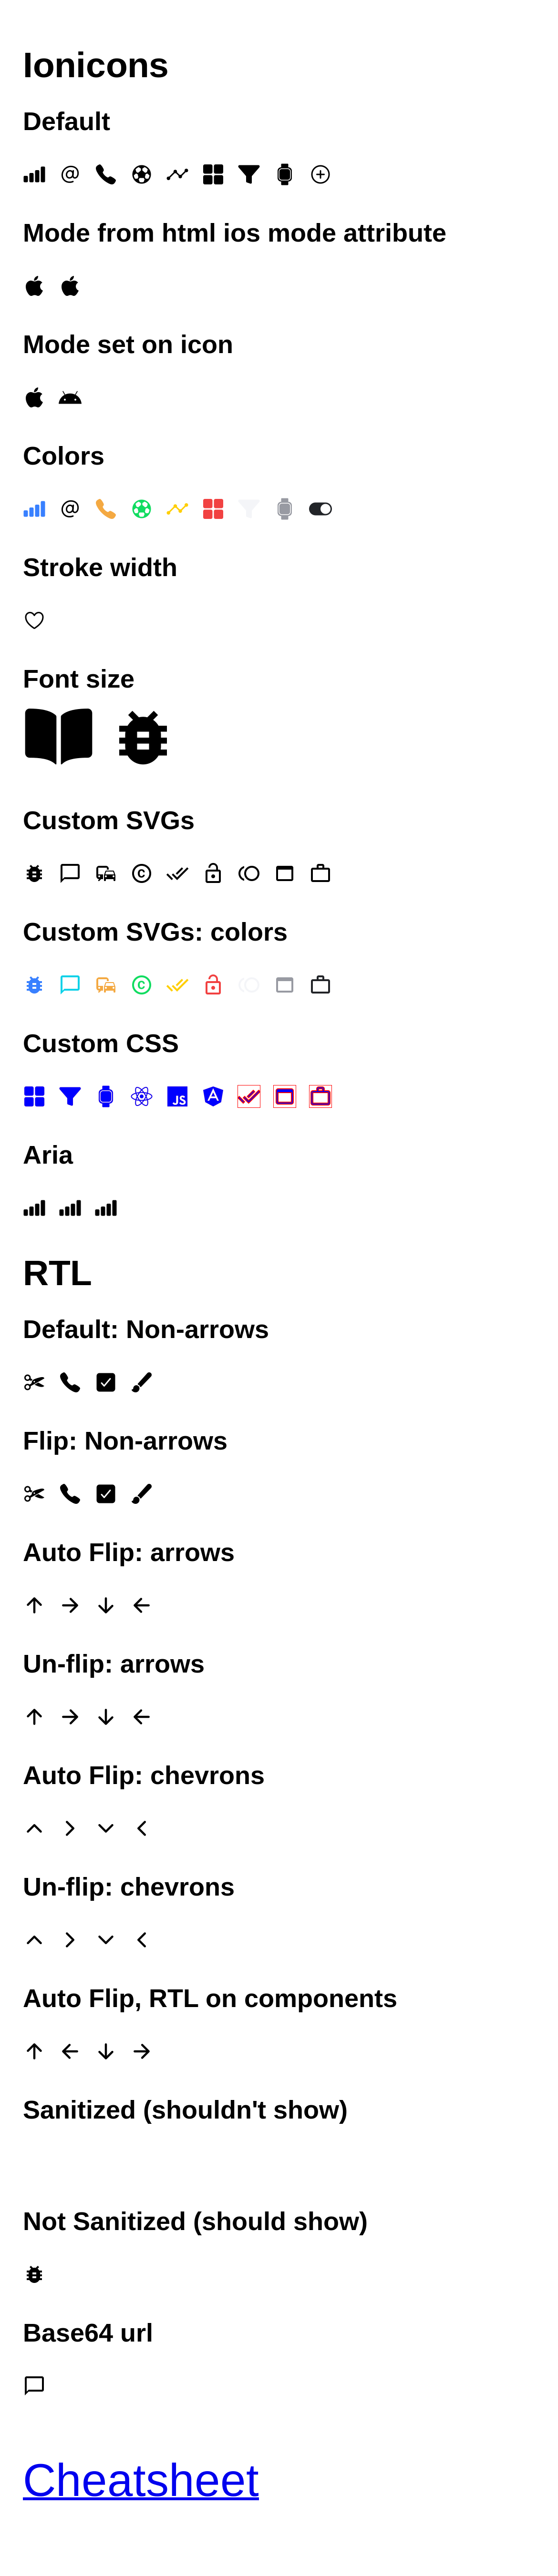 Ionicons
Default
Mode from html ios mode attribute
Mode set on icon
Colors
Stroke width
Font size
Custom SVGs
Custom SVGs: colors
Custom CSS
Aria
RTL
Default: Non-arrows
Flip: Non-arrows
Auto Flip: arrows
Un-flip: arrows
Auto Flip: chevrons
Un-flip: chevrons
Auto Flip, RTL on components
Sanitized (shouldn't show)
Not Sanitized (should show)
Base64 url
Cheatsheet